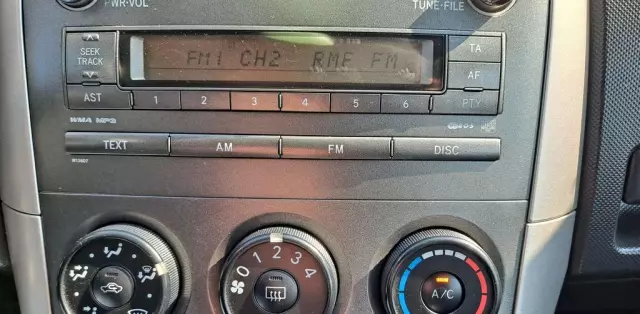 PWR•VOL TUNE•FILE
SEEK TRACK
FM1 CH2 RMF FM
TA
AF
AST 1 2 3 4 5 6 PTY
WMA MP3
TEXT AM FM DISC
0 1 2 3 4
A/C